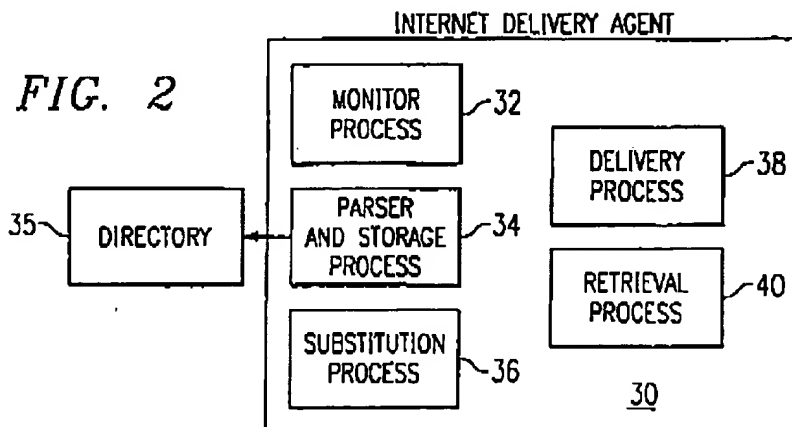 INTERNET DELIVERY AGENT
FIG. 2
MONITOR
PROCESS
32
DELIVERY
PROCESS
38
35
DIRECTORY
PARSER
AND STORAGE
PROCESS
34
RETRIEVAL
PROCESS
40
SUBSTITUTION
PROCESS
36
30